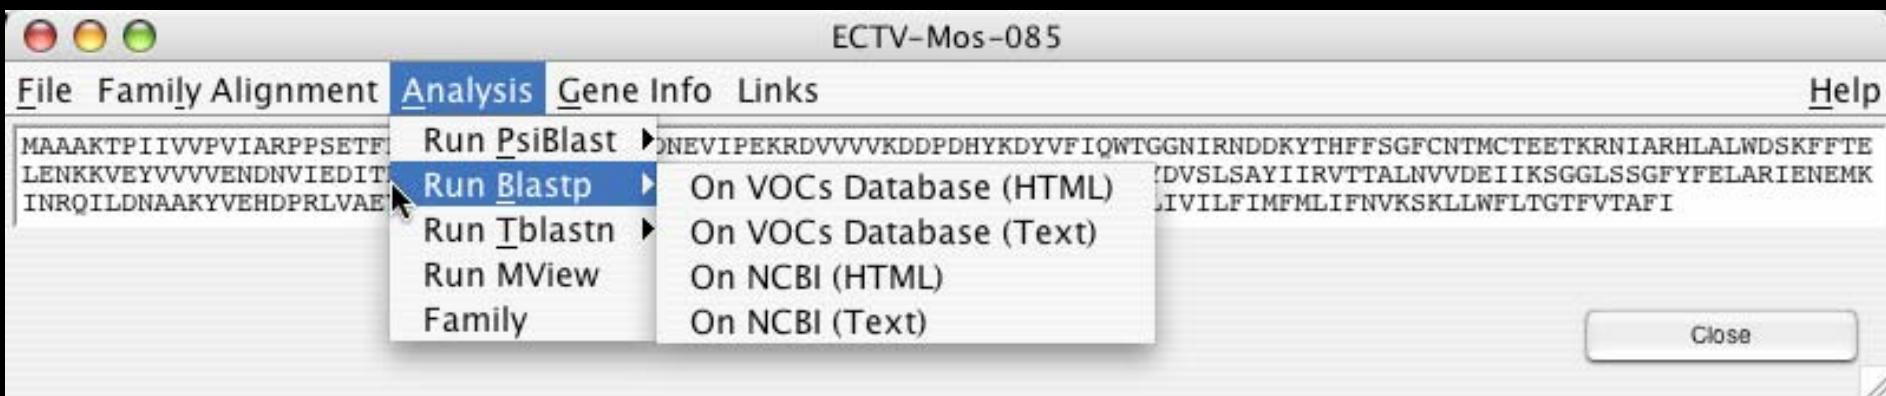 ECTV-Mos-085
File Family Alignment Analysis Gene Info Links Help
MAAAKTPIIVVPVIARPPSETF DNEVIPEKRDVVVVKDDPDHYKDYVFIQWTGGNIRNDDKYTHFFSGFCNTMCTEETKRNIARHLALWDSKFFTE
LENKKVEYVVVVENDNVIEDIT YDVSLSAYIIRVTTALNVVDEIIKSGGLSSGFYFELARIENEMK
INRQILDNAAKYVEHDPRLVAE LIVILFIMFMLIFNVKSKLLWFLTGTFVTAFI
Run PsiBlast
Run Blastp
Run Tblastn
Run MView
Family
On VOCs Database (HTML)
On VOCs Database (Text)
On NCBI (HTML)
On NCBI (Text)
Close